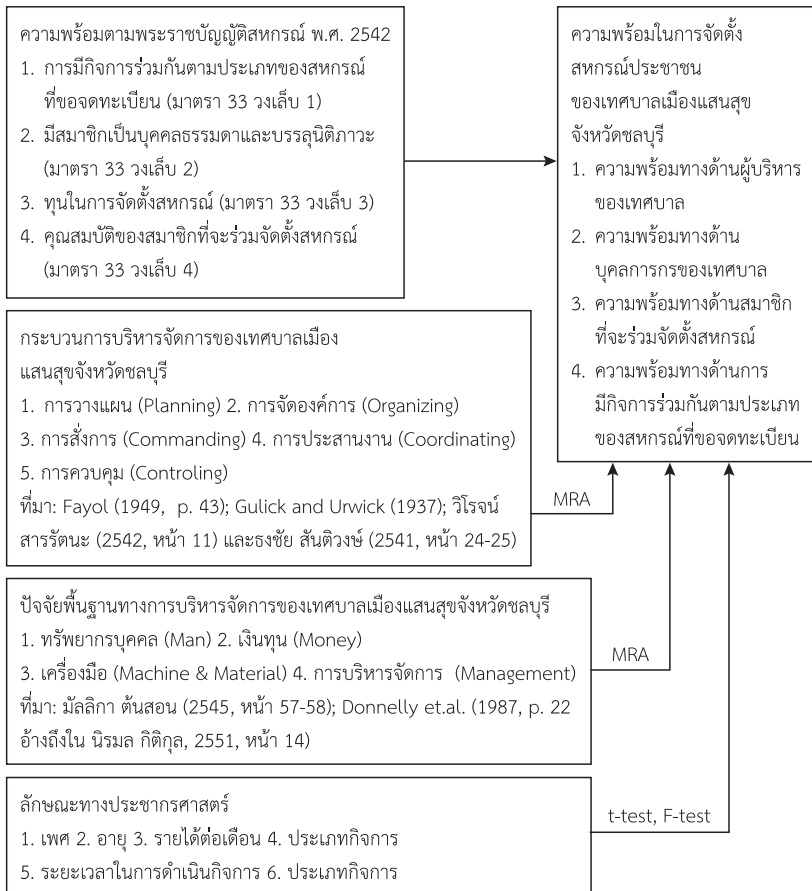 ความพร้อมตามพระราชบัญญัติสหกรณ์ พ.ศ. 2542
1. การมีกิจการร่วมกันตามประเภทของสหกรณ์
ที่ขอจดทะเบียน (มาตรา 33 วงเล็บ 1)
2. มีสมาชิกเป็นบุคคลธรรมดาและบรรลุนิติภาวะ
(มาตรา 33 วงเล็บ 2)
3. ทุนในการจัดตั้งสหกรณ์ (มาตรา 33 วงเล็บ 3)
4. คุณสมบัติของสมาชิกที่จะร่วมจัดตั้งสหกรณ์
(มาตรา 33 วงเล็บ 4)
กระบวนการบริหารจัดการของเทศบาลเมือง
แสนสุขจังหวัดชลบุรี
1. การวางแผน (Planning) 2. การจัดองค์การ (Organizing)
3. การสั่งการ (Commanding) 4. การประสานงาน (Coordinating)
5. การควบคุม (Controling)
ที่มา: Fayol (1949, p. 43); Gulick and Urwick (1937); วิโรจน์
สารรัตนะ (2542, หน้า 11) และธงชัย สันติวงษ์ (2541, หน้า 24-25)
MRA
ปัจจัยพื้นฐานทางการบริหารจัดการของเทศบาลเมืองแสนสุขจังหวัดชลบุรี
1. ทรัพยากรบุคคล (Man) 2. เงินทุน (Money)
3. เครื่องมือ (Machine & Material) 4. การบริหารจัดการ (Management)
ที่มา: มัลลิกา ต้นสอน (2545, หน้า 57-58); Donnelly et.al. (1987, p. 22
อ้างถึงใน นิรมล กิติกุล, 2551, หน้า 14)
MRA
ลักษณะทางประชากรศาสตร์
1. เพศ 2. อายุ 3. รายได้ต่อเดือน 4. ประเภทกิจการ
5. ระยะเวลาในการดำเนินกิจการ 6. ประเภทกิจการ
t-test, F-test
ความพร้อมในการจัดตั้ง
สหกรณ์ประชาชน
ของเทศบาลเมืองแสนสุข
จังหวัดชลบุรี
1. ความพร้อมทางด้านผู้บริหาร
ของเทศบาล
2. ความพร้อมทางด้าน
บุคลการกรของเทศบาล
3. ความพร้อมทางด้านสมาชิก
ที่จะร่วมจัดตั้งสหกรณ์
4. ความพร้อมทางด้านการ
มีกิจการร่วมกันตามประเภท
ของสหกรณ์ที่ขอจดทะเบียน